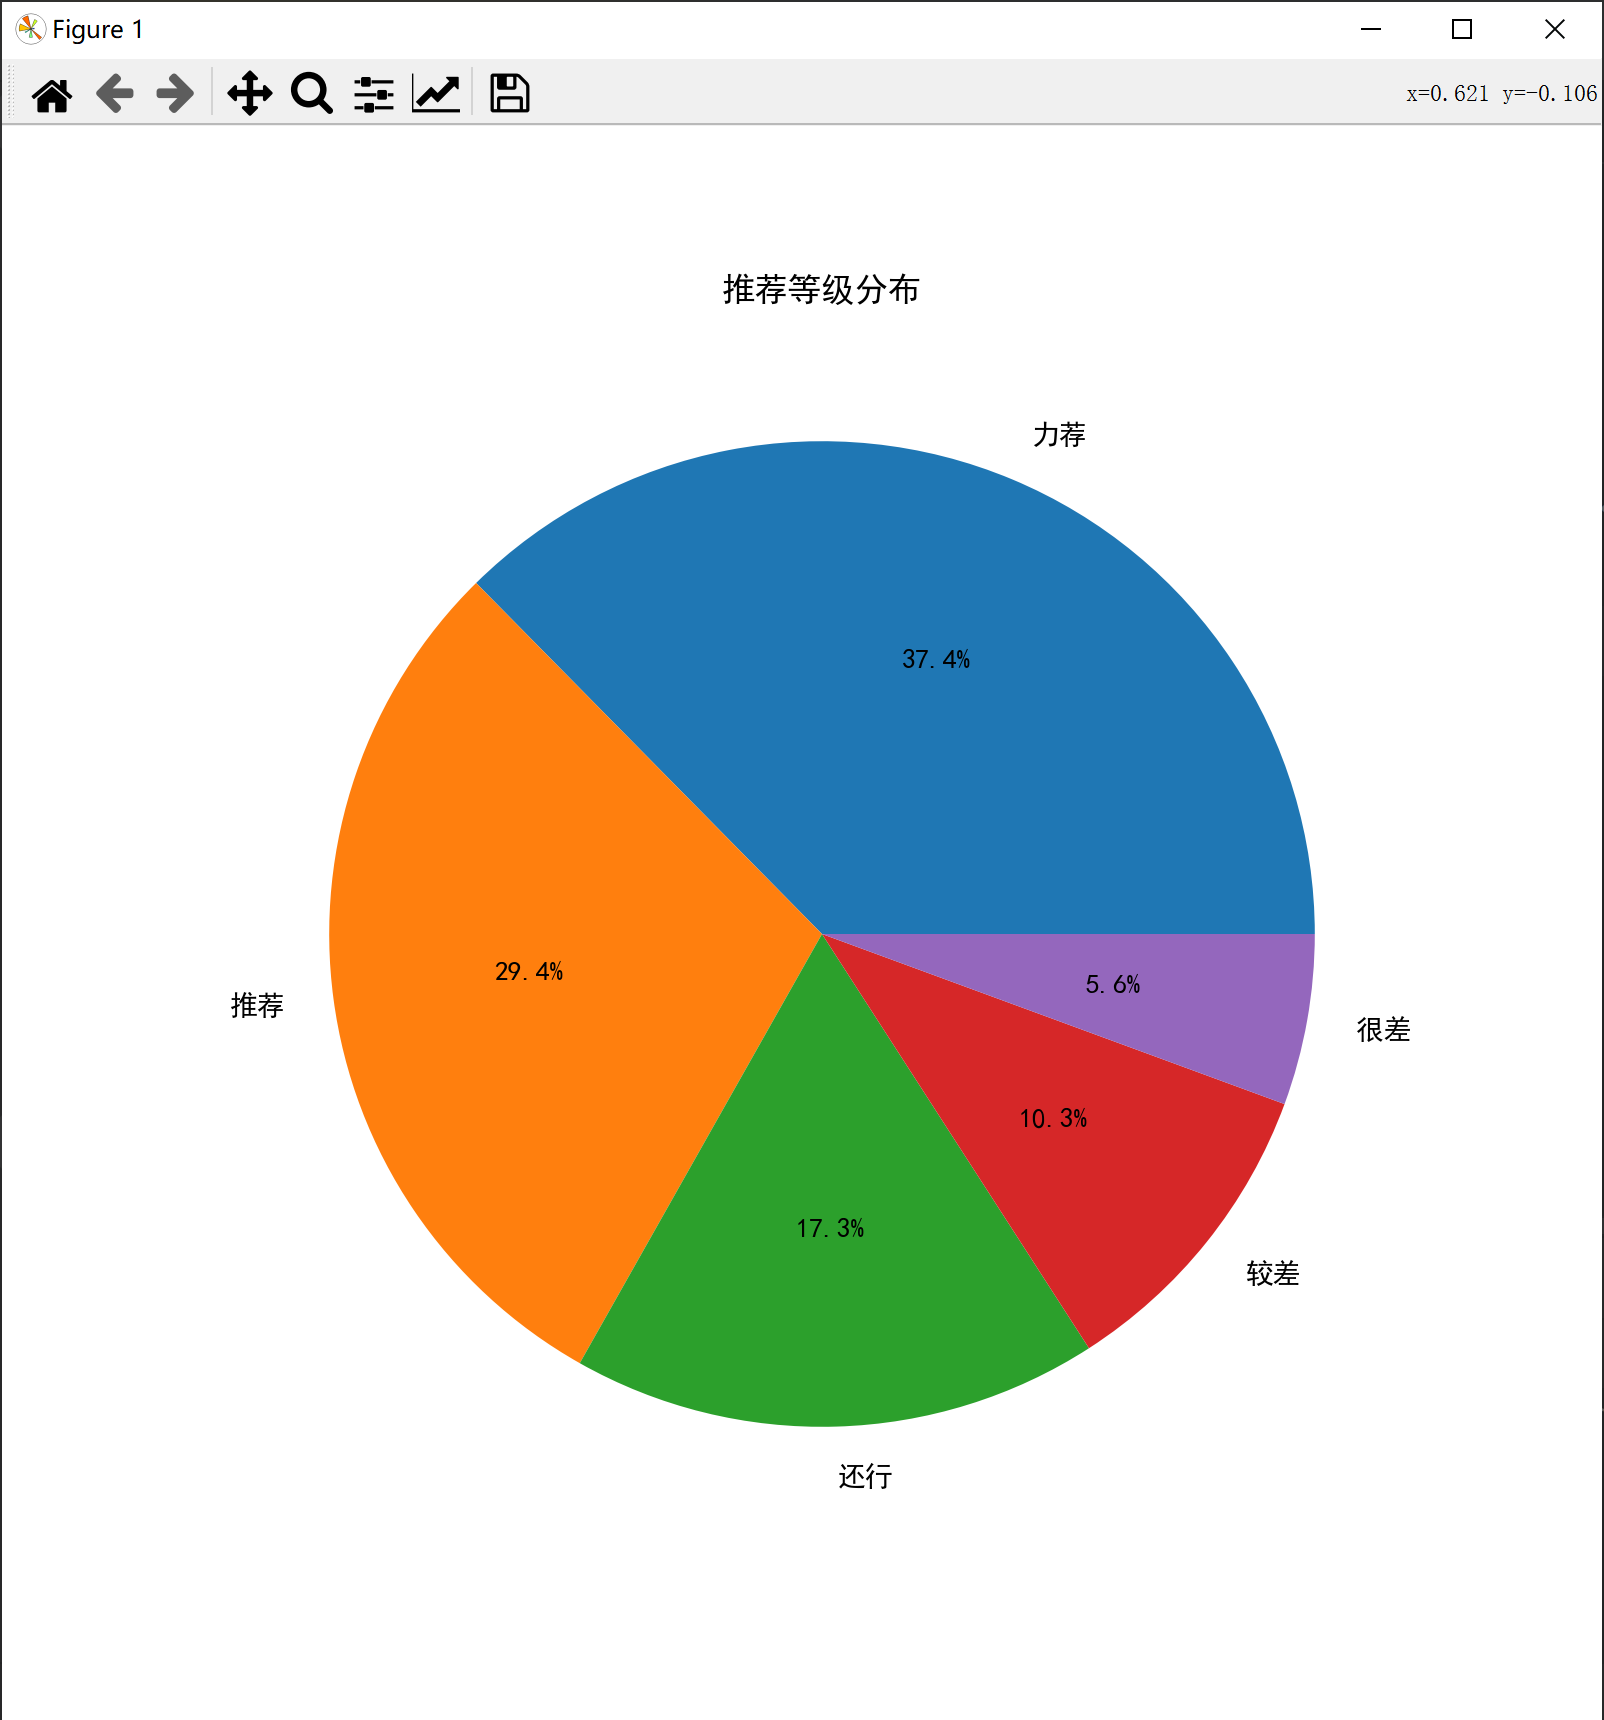 Figure 1
x=0.621 y=-0.106
推荐等级分布
力荐
37.4%
29.4%
推荐
5.6%
很差
10.3%
17.3%
较差
还行